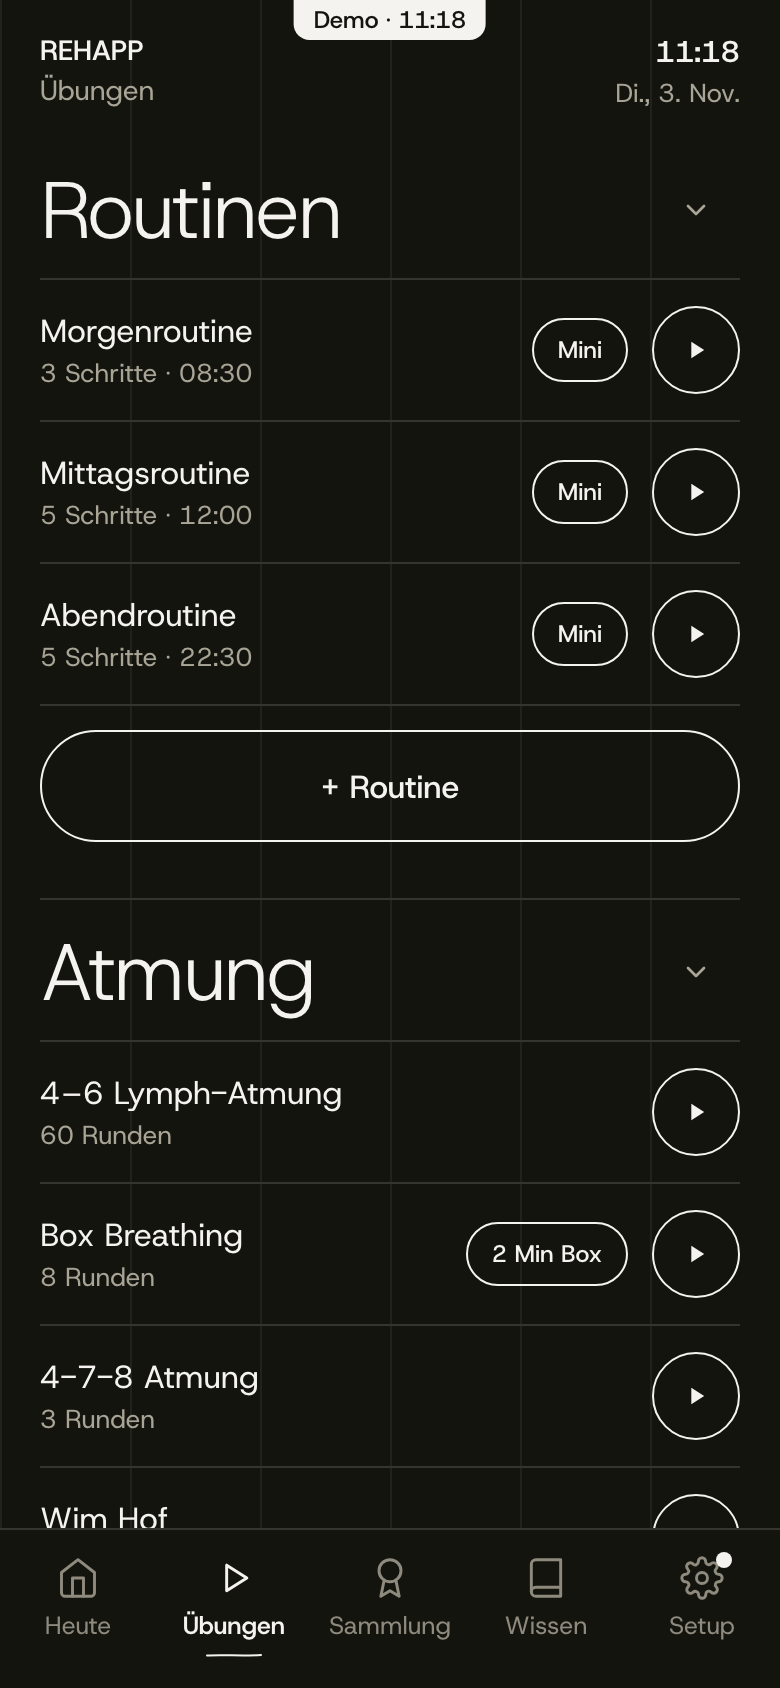 Demo · 11:18
REHAPP
11:18
Übungen
Di., 3. Nov.
Routinen
Morgenroutine
3 Schritte · 08:30
Mini
Mittagsroutine
5 Schritte · 12:00
Mini
Abendroutine
5 Schritte · 22:30
Mini
+ Routine
Atmung
4–6 Lymph-Atmung
60 Runden
Box Breathing
8 Runden
2 Min Box
4-7-8 Atmung
3 Runden
Wim Hof
Heute
Übungen
Sammlung
Wissen
Setup